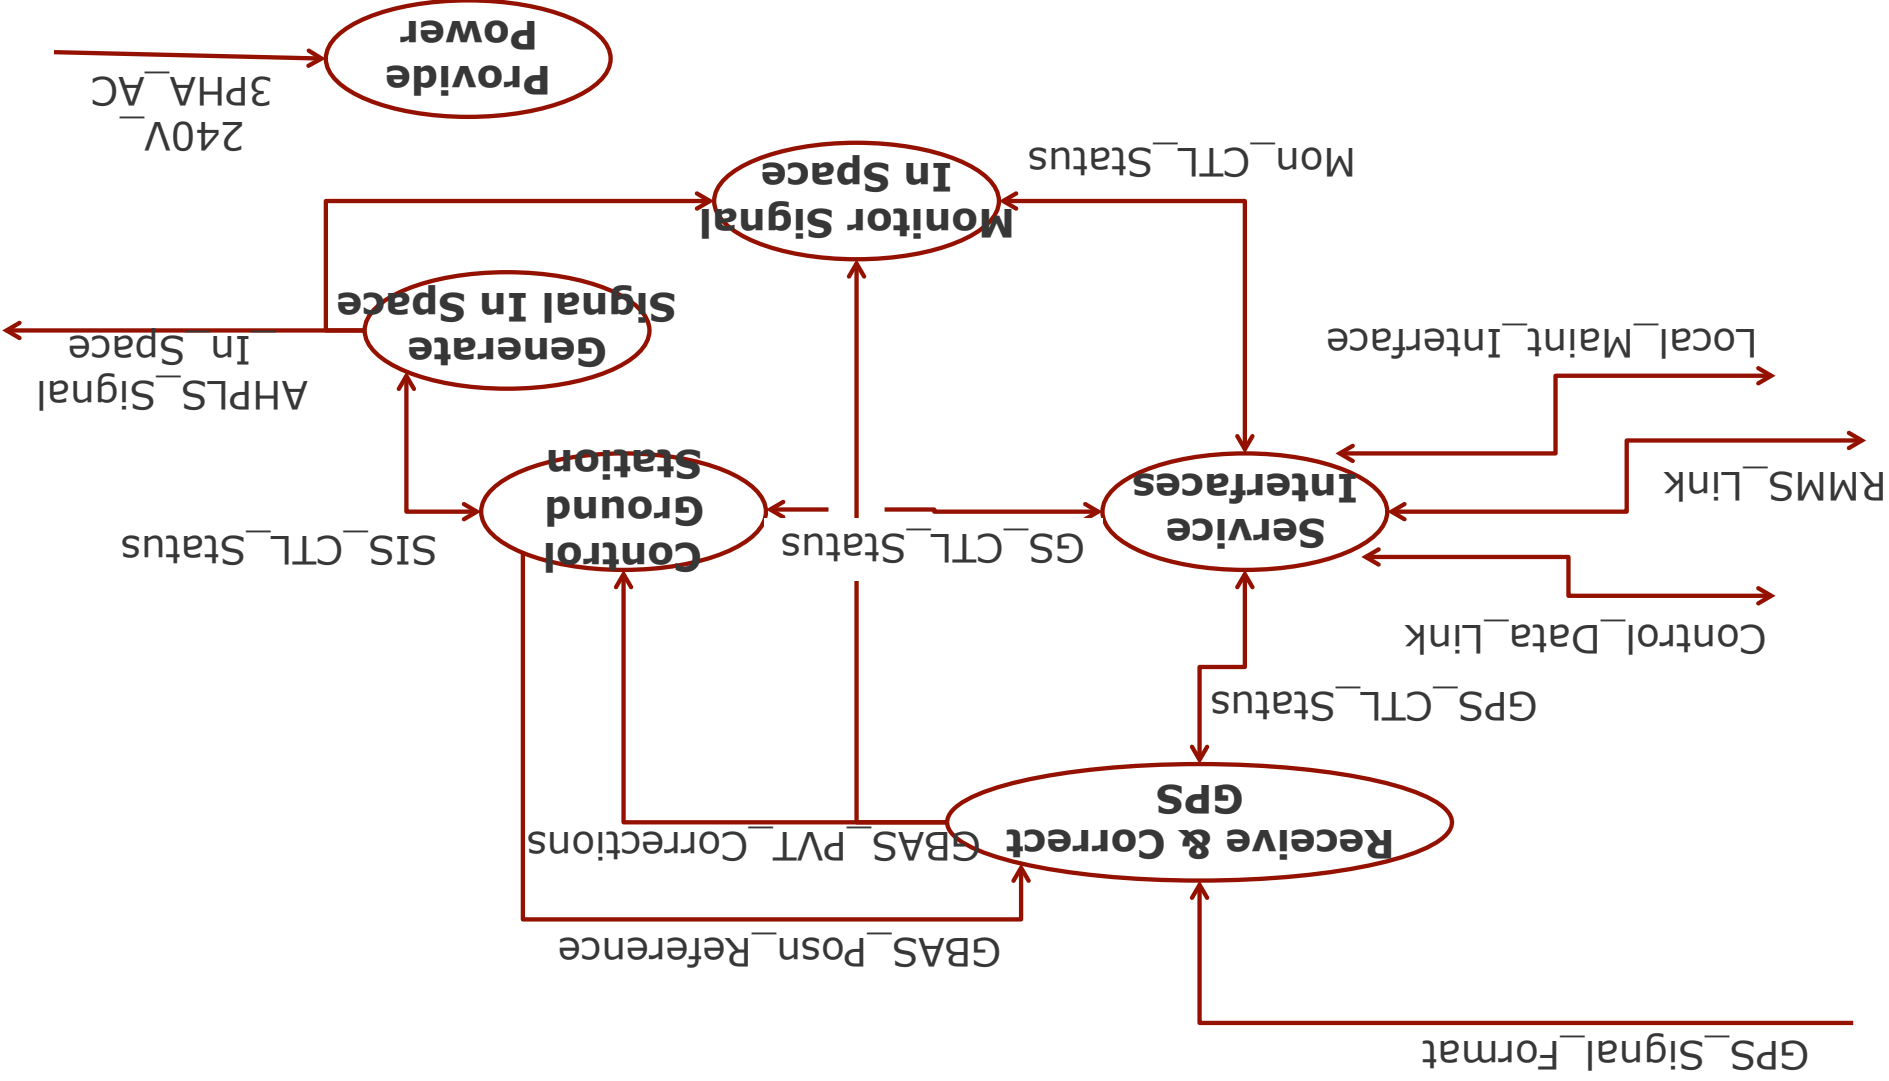 GPS_Signal_Format
GBAS_Posn_Reference
Receive & Correct
GPS
GBAS_PVT_Corrections
GPS_CTL_Status
Control_Data_Link
Service
Interfaces
GS_CTL_Status
Control
Ground
Station
SIS_CTL_Status
RMMS_Link
Local_Maint_Interface
AHPLS_Signal
_In_Space
Generate
Signal In Space
Monitor Signal
In Space
Mon_CTL_Status
240V_
3PHA_AC
Provide
Power